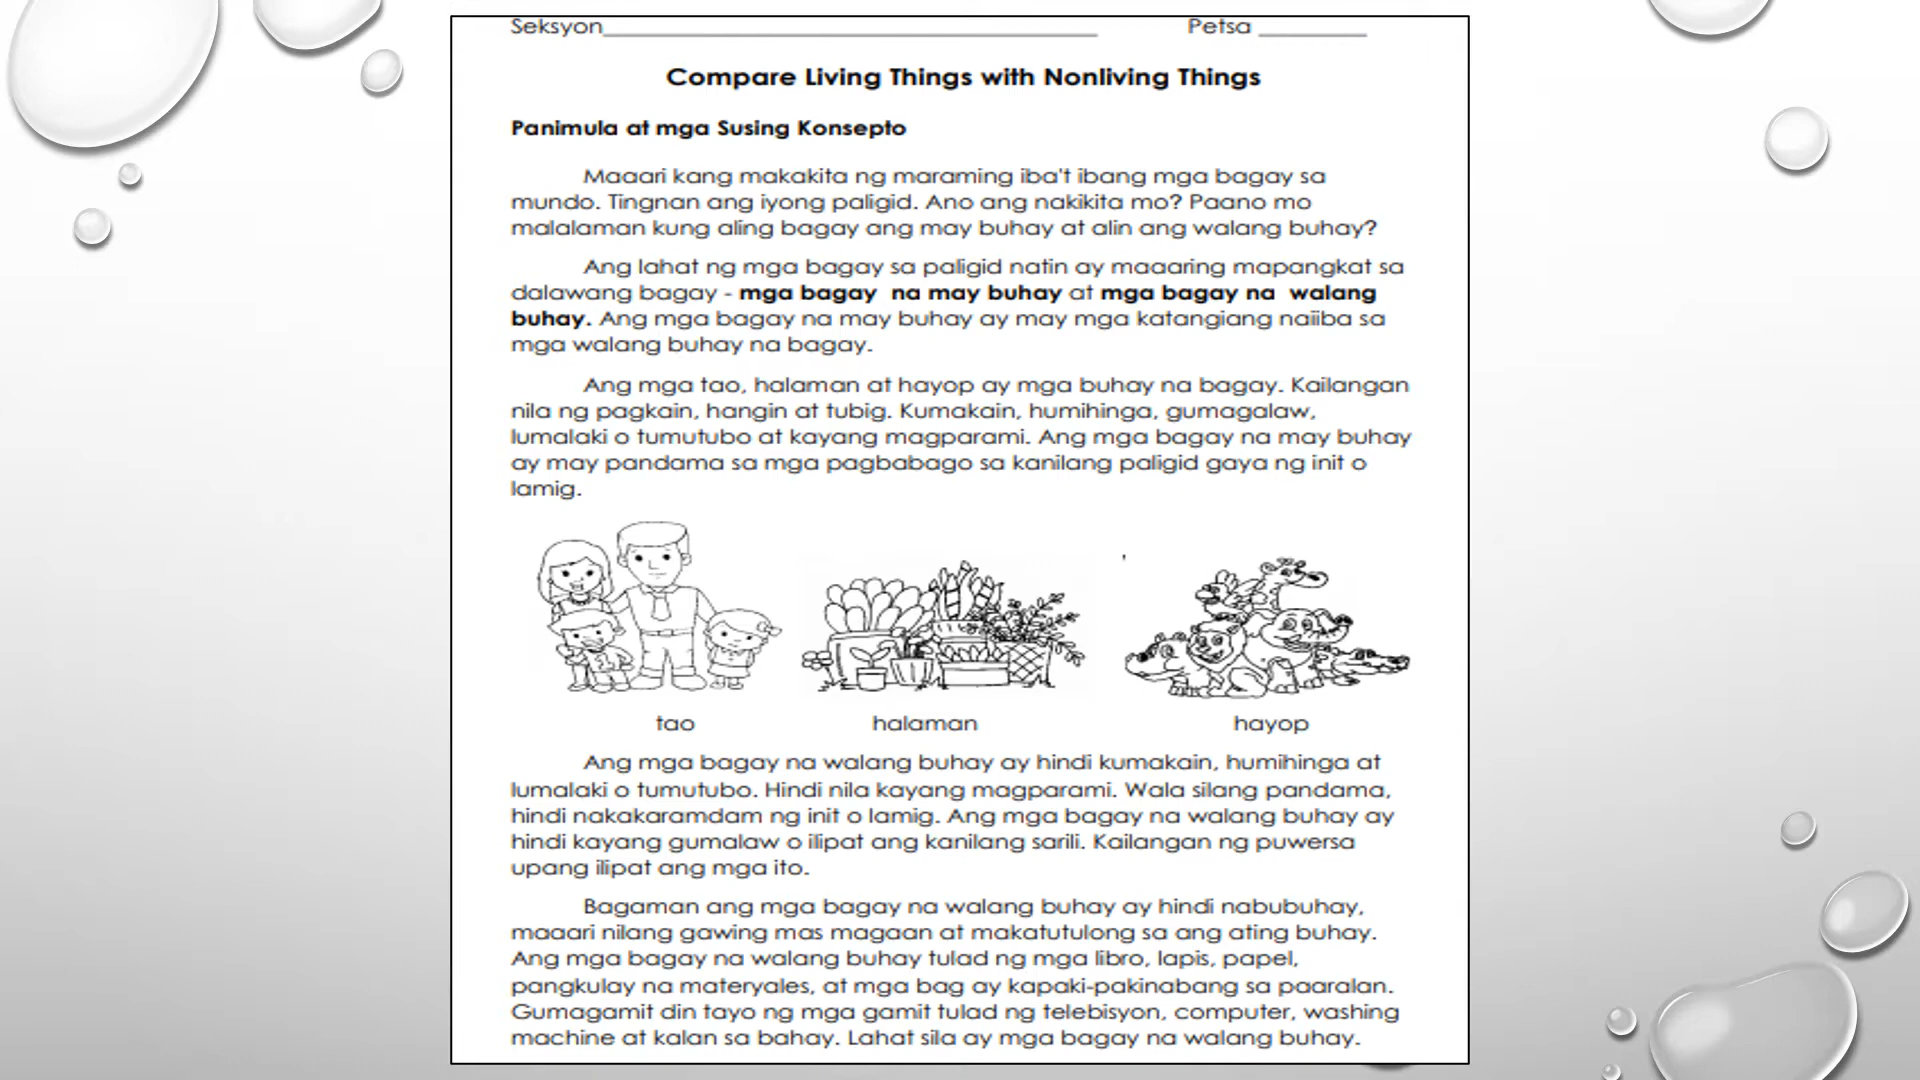 Seksyon____________________ Petsa ________
Compare Living Things with Nonliving Things
Panimula at mga Susing Konsepto
Maaari kang makakita ng maraming iba't ibang mga bagay sa
mundo. Tingnan ang iyong paligid. Ano ang nakikita mo? Paano mo
malalaman kung aling bagay ang may buhay at alin ang walang buhay?
Ang lahat ng mga bagay sa paligid natin ay maaaring mapangkat sa
dalawang bagay - mga bagay na may buhay at mga bagay na walang
buhay. Ang mga bagay na may buhay ay may mga katangiang naiiba sa
mga walang buhay na bagay.
Ang mga tao, halaman at hayop ay mga buhay na bagay. Kailangan
nila ng pagkain, hangin at tubig. Kumakain, humihinga, gumagalaw,
lumalaki o tumutubo at kayang magparami. Ang mga bagay na may buhay
ay may pandama sa mga pagbabago sa kanilang paligid gaya ng init o
lamig.
tao halaman hayop
Ang mga bagay na walang buhay ay hindi kumakain, humihinga at
lumalaki o tumutubo. Hindi nila kayang magparami. Wala silang pandama,
hindi nakakaramdam ng init o lamig. Ang mga bagay na walang buhay ay
hindi kayang gumalaw o ilipat ang kanilang sarili. Kailangan ng puwersa
upang ilipat ang mga ito.
Bagaman ang mga bagay na walang buhay ay hindi nabubuhay,
maaari nilang gawing mas magaan at makatutulong sa ang ating buhay.
Ang mga bagay na walang buhay tulad ng mga libro, lapis, papel,
pangkulay na materyales, at mga bag ay kapaki-pakinabang sa paaralan.
Gumagamit din tayo ng mga gamit tulad ng telebisyon, computer, washing
machine at kalan sa bahay. Lahat sila ay mga bagay na walang buhay.